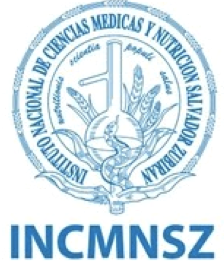 INSTITUTO NACIONAL DE CIENCIAS MEDICAS Y NUTRICION SALVADOR ZUBIRAN
scientia populi
salus
INCMNSZ